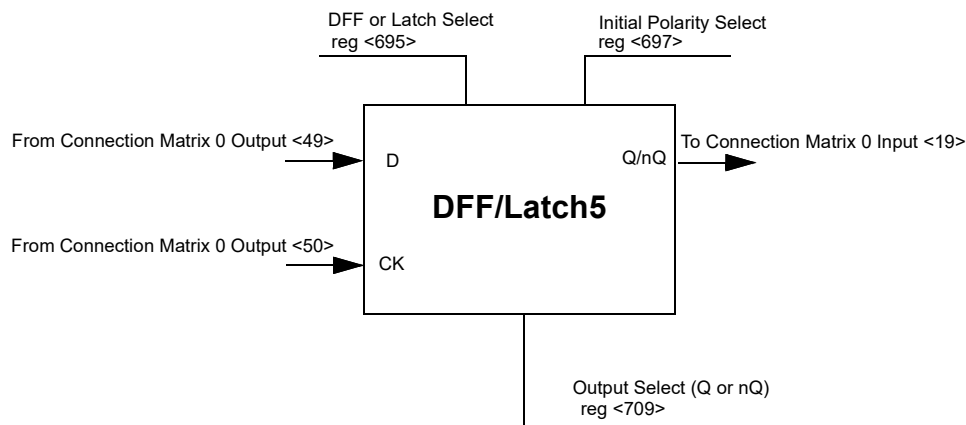 DFF or Latch Select
reg <695>
Initial Polarity Select
reg <697>
From Connection Matrix 0 Output <49>
D
Q/nQ
To Connection Matrix 0 Input <19>
DFF/Latch5
From Connection Matrix 0 Output <50>
CK
Output Select (Q or nQ)
reg <709>